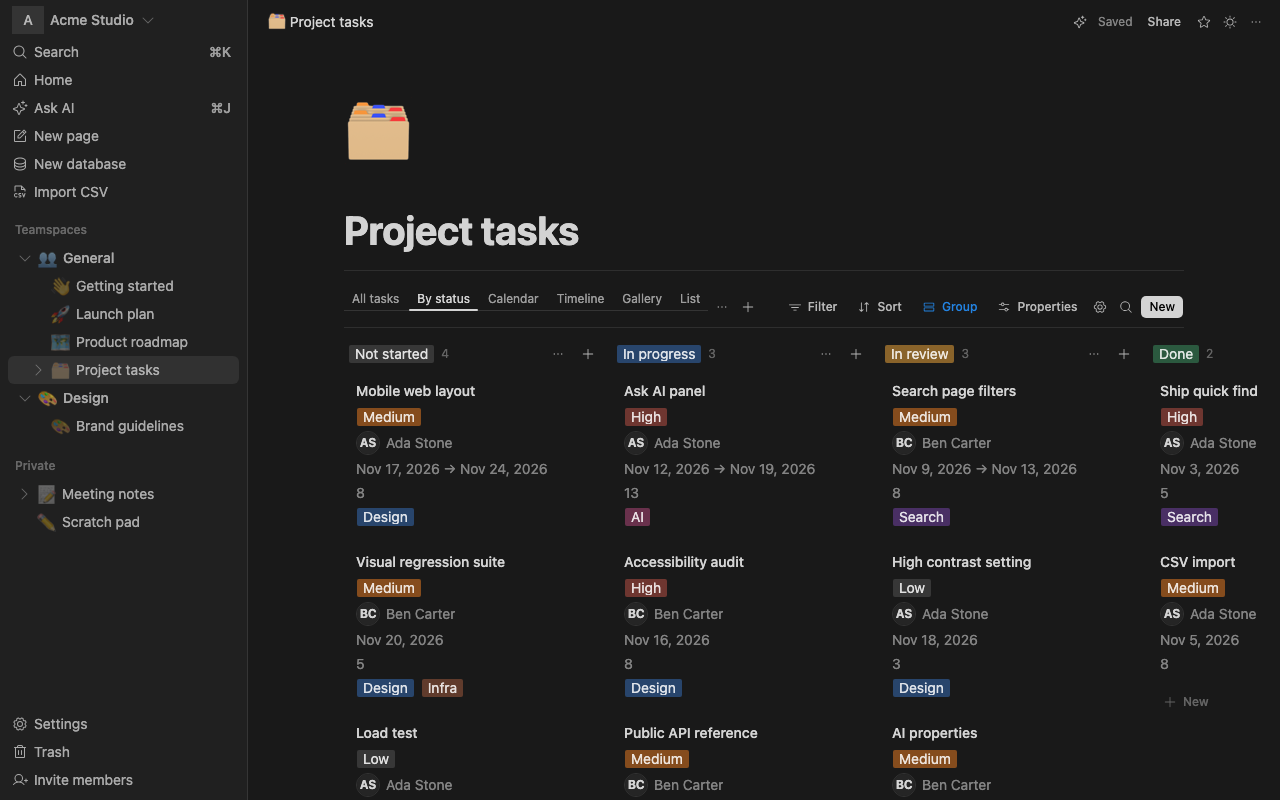 A Acme Studio
Search ⌘K
Home
Ask AI ⌘J
New page
New database
CSV Import CSV
Teamspaces
General
Getting started
Launch plan
Product roadmap
Project tasks
Design
Brand guidelines
Private
Meeting notes
Scratch pad
Settings
Trash
Invite members
Project tasks
Saved Share
Project tasks
All tasks By status Calendar Timeline Gallery List Filter Sort Group Properties New
Not started 4
Mobile web layout
Medium
AS Ada Stone
Nov 17, 2026 → Nov 24, 2026
8
Design
Visual regression suite
Medium
BC Ben Carter
Nov 20, 2026
5
Design Infra
Load test
Low
AS Ada Stone
In progress 3
Ask AI panel
High
AS Ada Stone
Nov 12, 2026 → Nov 19, 2026
13
AI
Accessibility audit
High
BC Ben Carter
Nov 16, 2026
8
Design
Public API reference
Medium
BC Ben Carter
In review 3
Search page filters
Medium
BC Ben Carter
Nov 9, 2026 → Nov 13, 2026
8
Search
High contrast setting
Low
AS Ada Stone
Nov 18, 2026
3
Design
AI properties
Medium
BC Ben Carter
Done 2
Ship quick find
High
AS Ada Stone
Nov 3, 2026
5
Search
CSV import
Medium
AS Ada Stone
Nov 5, 2026
8
+ New